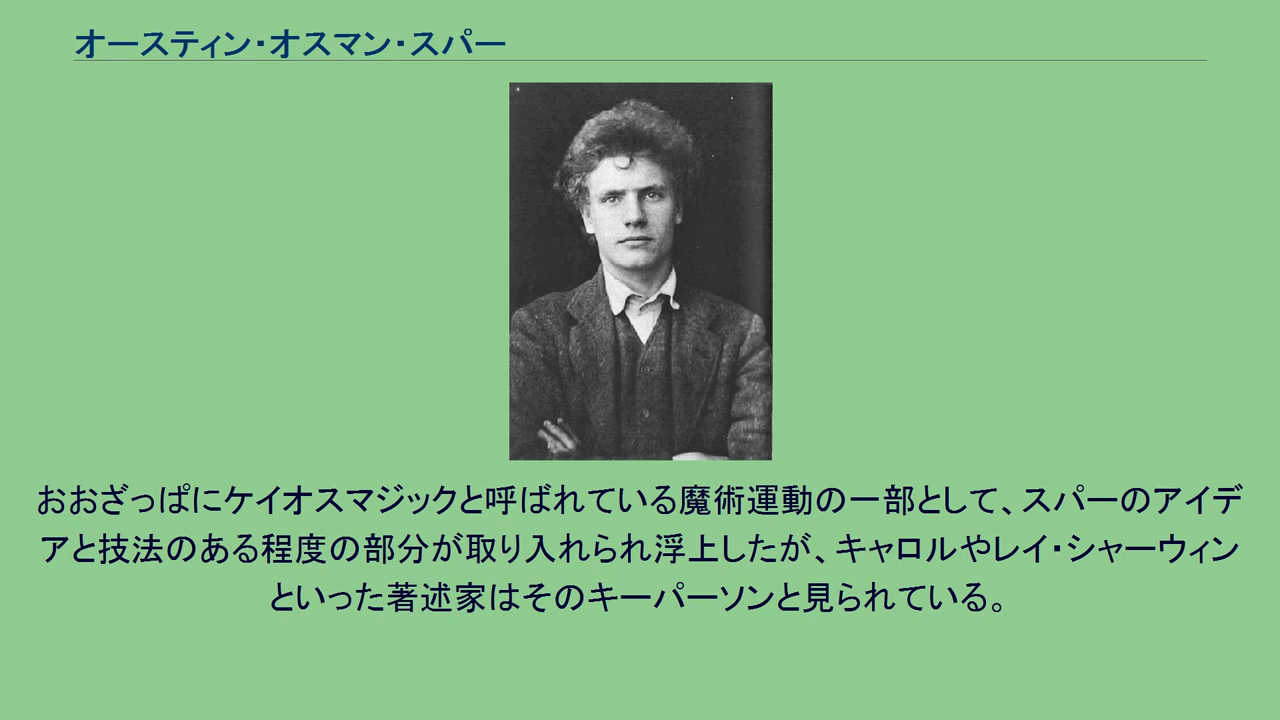 オースティン・オスマン・スパー
おおざっぱにケイオスマジックと呼ばれている魔術運動の一部として、スパーのアイデ
アと技法のある程度の部分が取り入れられ浮上したが、キャロルやレイ・シャーウィン
といった著述家はそのキーパーソンと見られている。